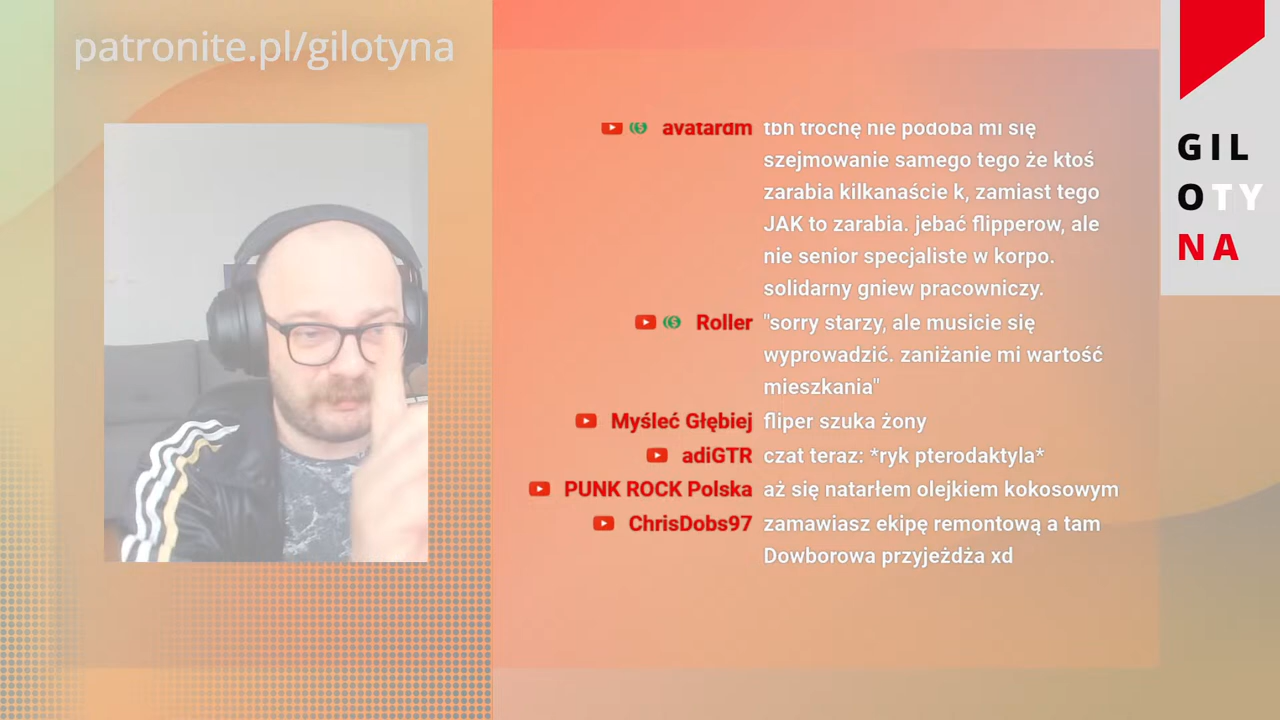 patronite.pl/gilotyna
avatardm tbh trochę nie podoba mi się
szejmowanie samego tego że ktoś
zarabia kilkanaście k, zamiast tego
JAK to zarabia. jebać flipperow, ale
nie senior specjaliste w korpo.
solidarny gniew pracowniczy.
Roller "sorry starzy, ale musicie się
wyprowadzić. zaniżanie mi wartość
mieszkania"
Myśleć Głębiej fliper szuka żony
adiGTR czat teraz: *ryk pterodaktyla*
PUNK ROCK Polska aż się natarłem olejkiem kokosowym
ChrisDobs97 zamawiasz ekipę remontową a tam
Dowborowa przyjeżdża xd
GIL
OTY
NA